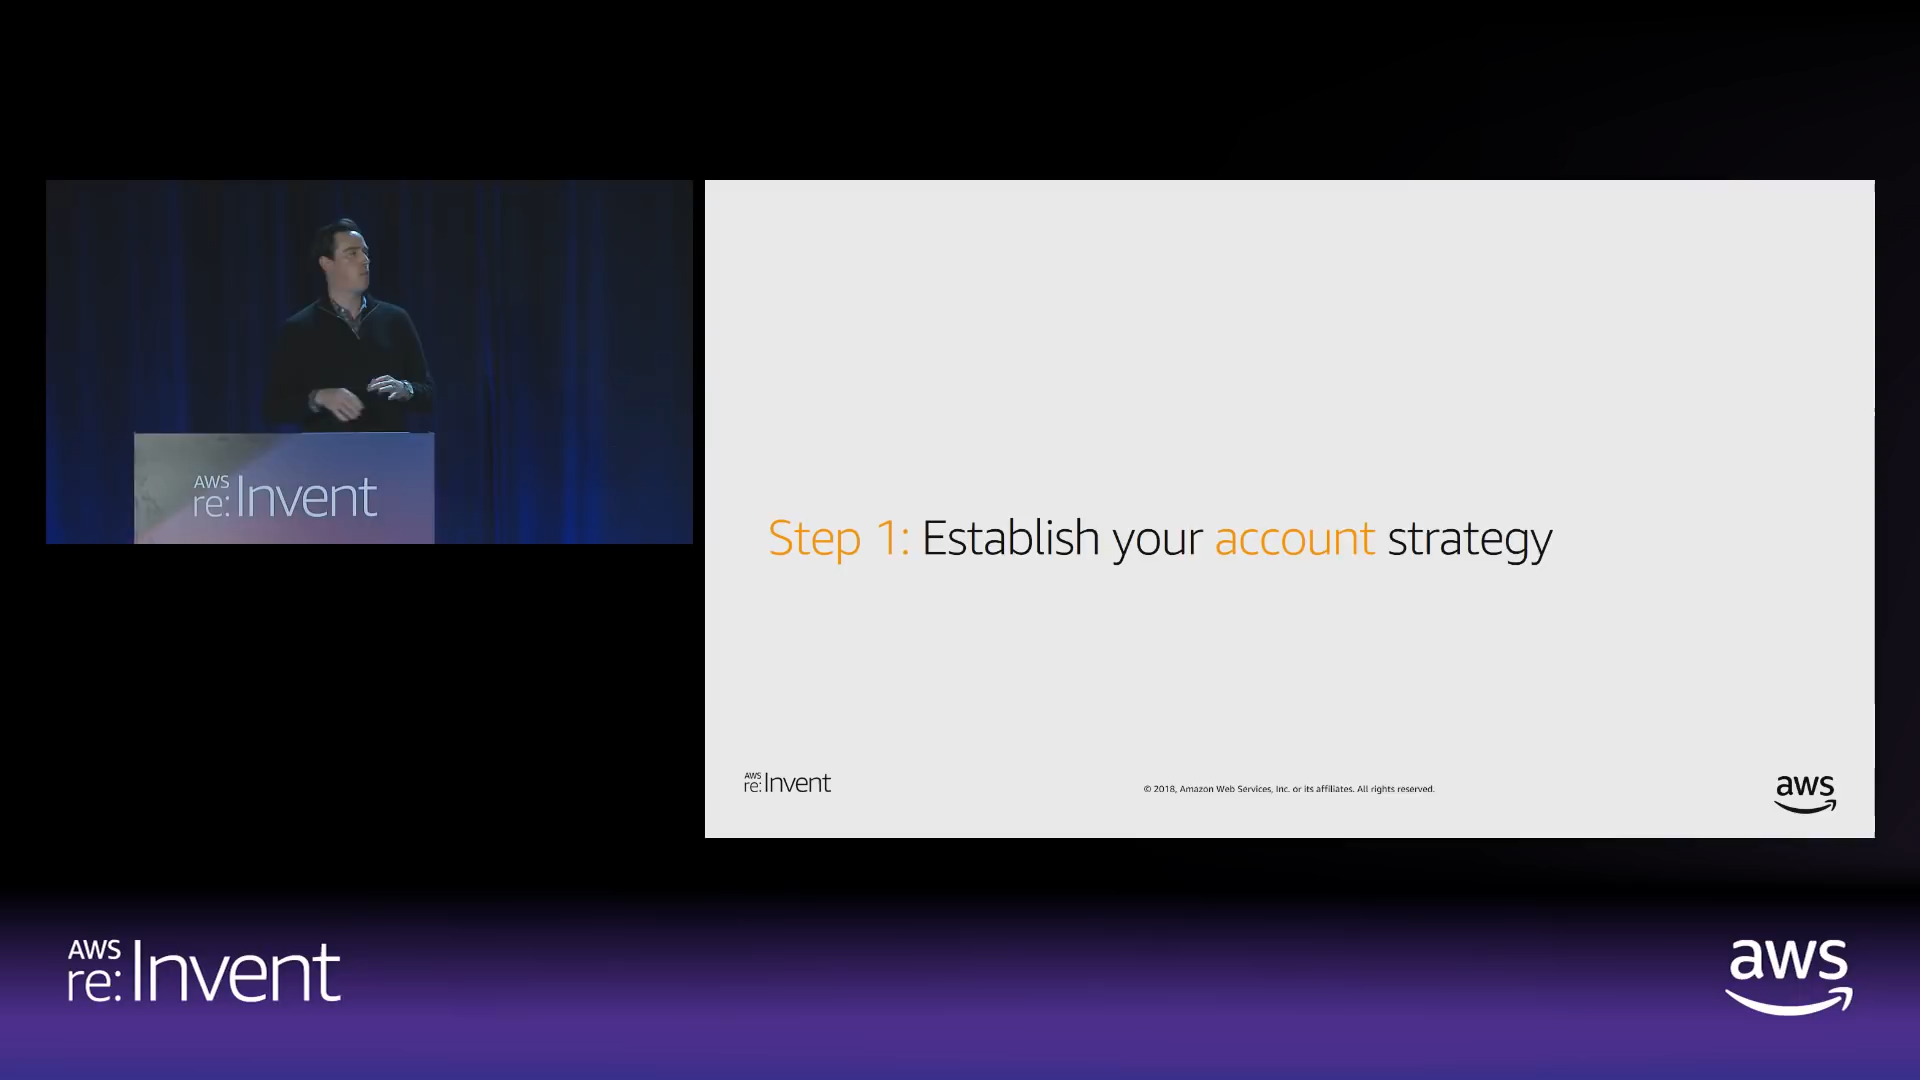 AWS
re:Invent
Step 1: Establish your account strategy
AWS
re:Invent
© 2018, Amazon Web Services, Inc. or its affiliates. All rights reserved.
aws
AWS
re:Invent
aws